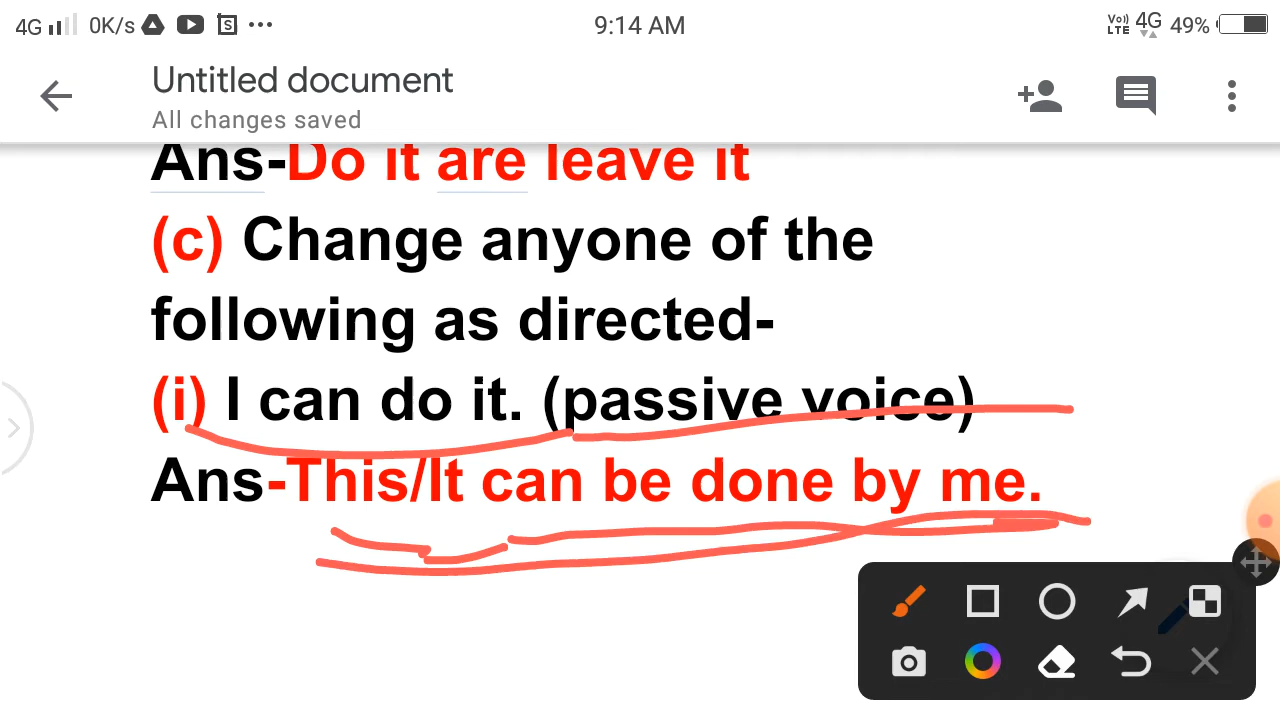 4G 0K/s S ••• 9:14 AM Vo)) LTE 4G 49%
Untitled document
All changes saved
Ans-Do it are leave it
(c) Change anyone of the
following as directed-
(i) I can do it. (passive voice)
Ans-This/It can be done by me.